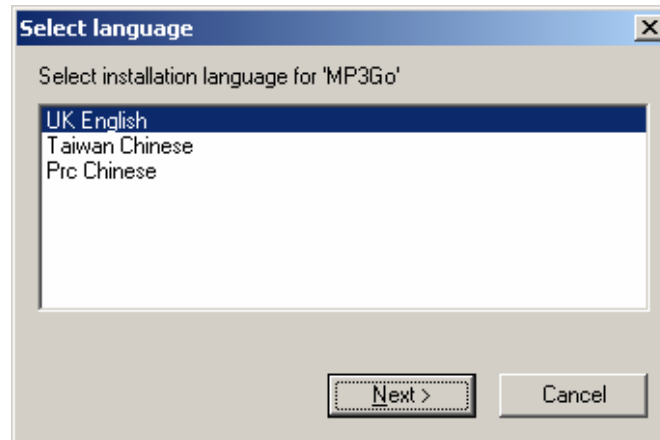 Select language
Select installation language for 'MP3Go'
UK English
Taiwan Chinese
Prc Chinese
Next >
Cancel